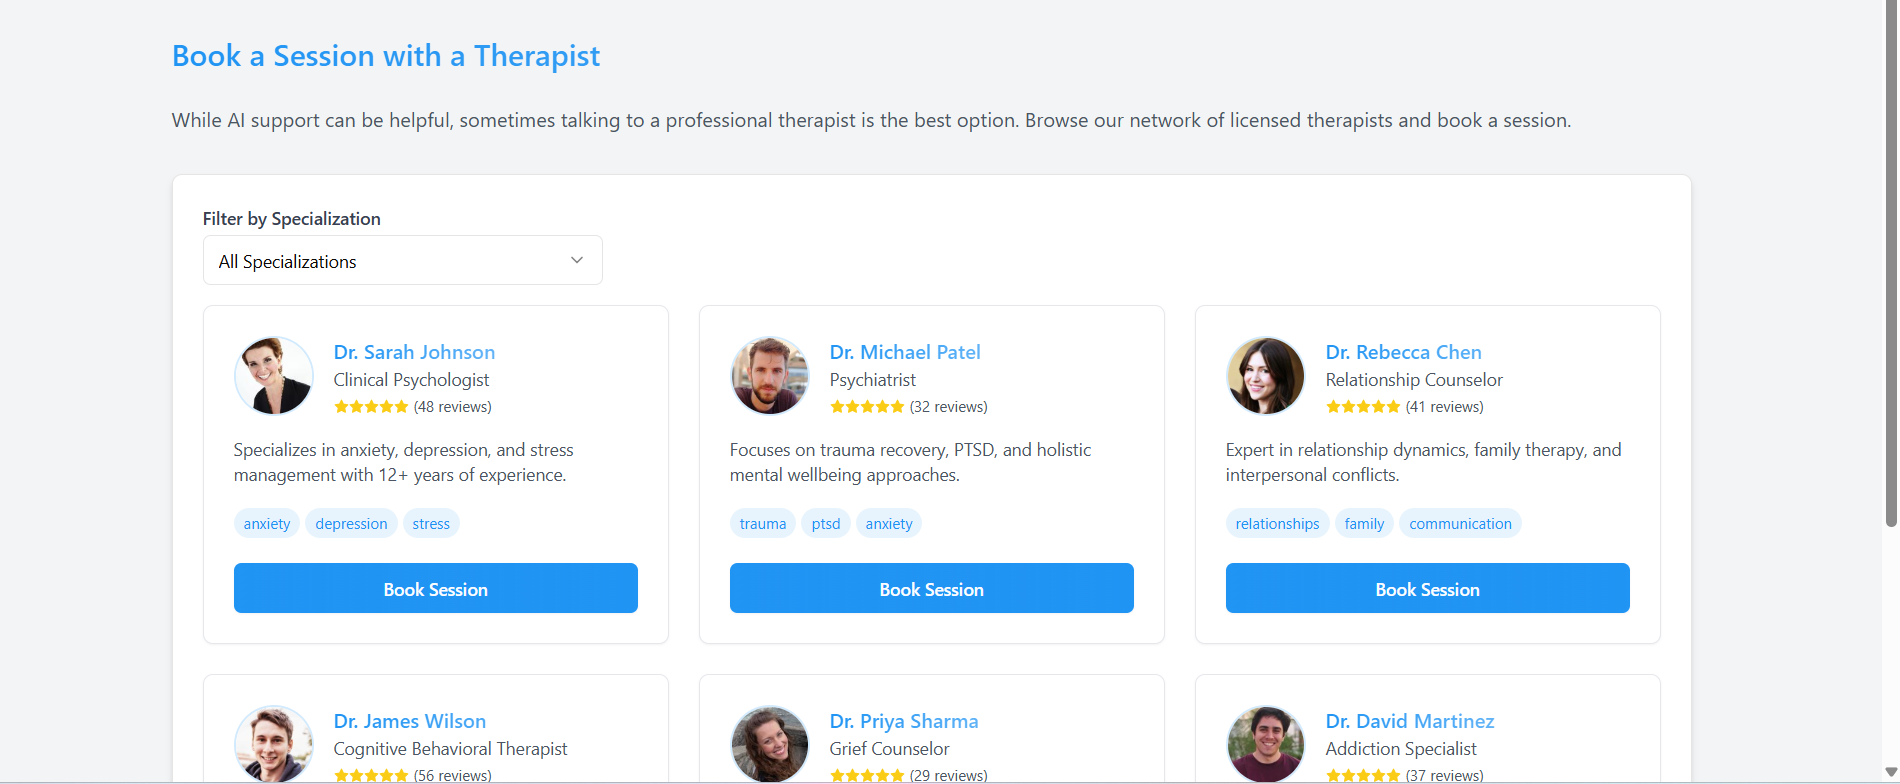 Book a Session with a Therapist
While AI support can be helpful, sometimes talking to a professional therapist is the best option. Browse our network of licensed therapists and book a session.
Filter by Specialization
All Specializations
Dr. Sarah Johnson
Clinical Psychologist
(48 reviews)
Specializes in anxiety, depression, and stress
management with 12+ years of experience.
anxiety depression stress
Book Session
Dr. Michael Patel
Psychiatrist
(32 reviews)
Focuses on trauma recovery, PTSD, and holistic
mental wellbeing approaches.
trauma ptsd anxiety
Book Session
Dr. Rebecca Chen
Relationship Counselor
(41 reviews)
Expert in relationship dynamics, family therapy, and
interpersonal conflicts.
relationships family communication
Book Session
Dr. James Wilson
Cognitive Behavioral Therapist
(56 reviews)
Dr. Priya Sharma
Grief Counselor
(29 reviews)
Dr. David Martinez
Addiction Specialist
(37 reviews)